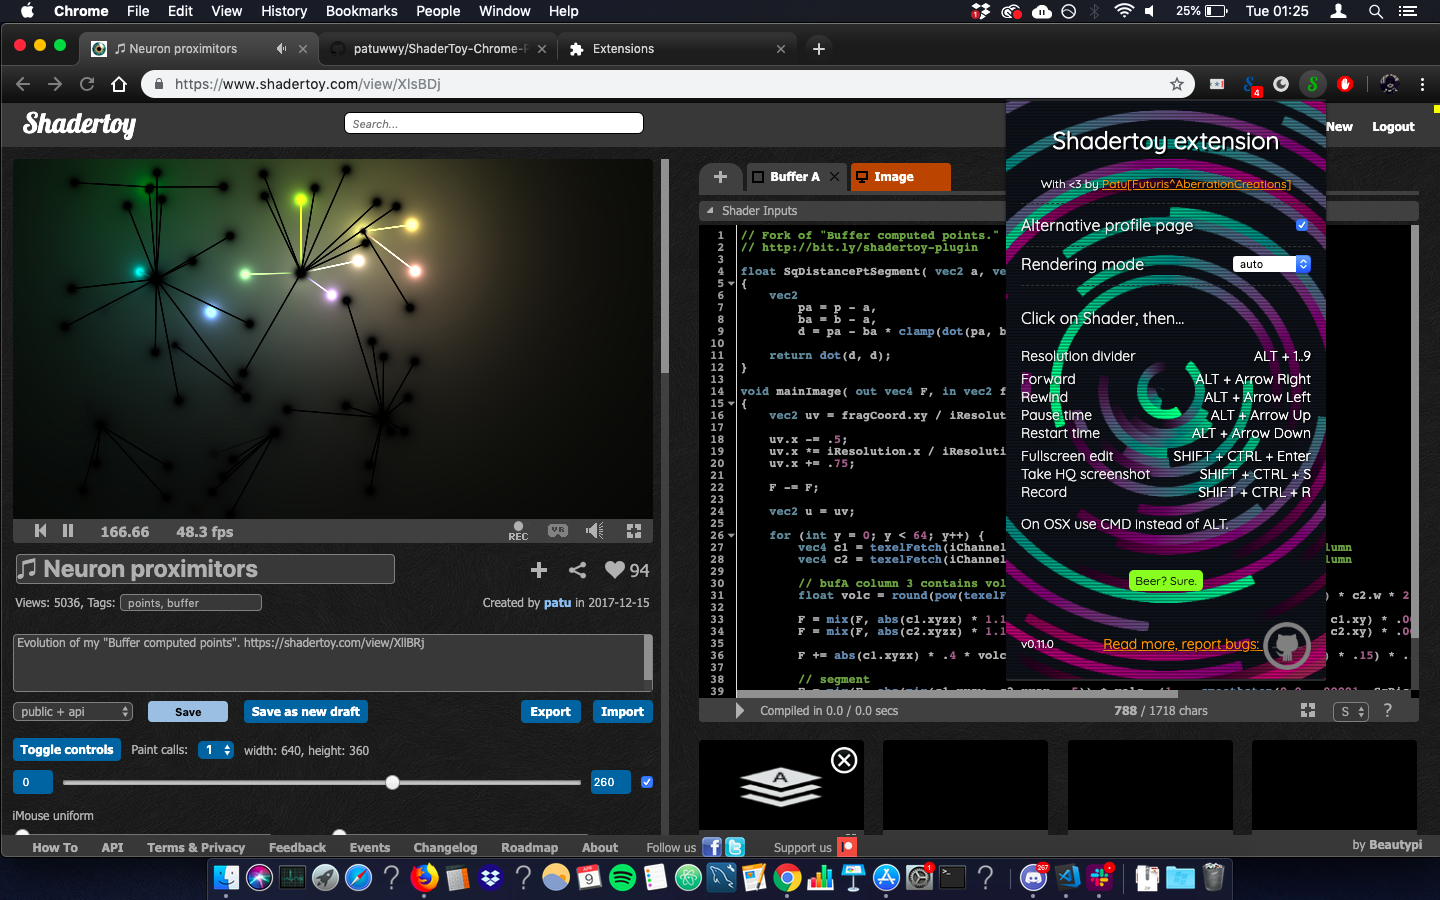 Chrome File Edit View History Bookmarks People Window Help
1 25% Tue 01:25
Neuron proximitors
patuwwy/ShaderToy-Chrome-P
Extensions
https://www.shadertoy.com/view/XlsBDj
4
Shadertoy
Search...
New Logout
Buffer A
Image
Shader Inputs
1 // Fork of "Buffer computed points."
2 // http://bit.ly/shadertoy-plugin
3
4 float SqDistancePtSegment( vec2 a, ve
5 {
6 vec2
7 pa = p - a,
8 ba = b - a,
9 d = pa - ba * clamp(dot(pa, b
10
11 return dot(d, d);
12 }
13
14 void mainImage( out vec4 F, in vec2 f
15 {
16 vec2 uv = fragCoord.xy / iResoluti
17
18 uv.x -= .5;
19 uv.x *= iResolution.x / iResoluti
20 uv.x += .75;
21
22 F -= F;
23
24 vec2 u = uv;
25
26 for (int y = 0; y < 64; y++) {
27 vec4 c1 = texelFetch(iChannel lumn
28 vec4 c2 = texelFetch(iChannel lumn
29
30 // bufA column 3 contains vol
31 float volc = round(pow(texelF ) * c2.w * 2
32
33 F = mix(F, abs(c1.xyzx) * 1.1 c1.xy) * .00
34 F = mix(F, abs(c2.xyzx) * 1.1 c2.xy) * .00
35
36 F += abs(c1.xyzx) * .4 * volc ) * .15) * .
37
38 // segment
39
Shadertoy extension
With <3 by Patu[Futuris^AberrationCreations]
Alternative profile page
Rendering mode auto
Click on Shader, then...
Resolution divider ALT + 1..9
Forward ALT + Arrow Right
Rewind ALT + Arrow Left
Pause time ALT + Arrow Up
Restart time ALT + Arrow Down
Fullscreen edit SHIFT + CTRL + Enter
Take HQ screenshot SHIFT + CTRL + S
Record SHIFT + CTRL + R
On OSX use CMD instead of ALT.
Beer? Sure.
v0.11.0 Read more, report bugs:
166.66 48.3 fps REC VR
Neuron proximitors
94
Views: 5036, Tags: points, buffer
Created by patu in 2017-12-15
Evolution of my "Buffer computed points". https://shadertoy.com/view/XllBRj
public + api Save Save as new draft Export Import
Compiled in 0.0 / 0.0 secs 788 / 1718 chars S ?
Toggle controls Paint calls: 1 width: 640, height: 360
0 260
A
iMouse uniform
How To API Terms & Privacy Feedback Events Changelog Roadmap About Follow us Support us by Beautypi
? ? APR 9 1 ? 267